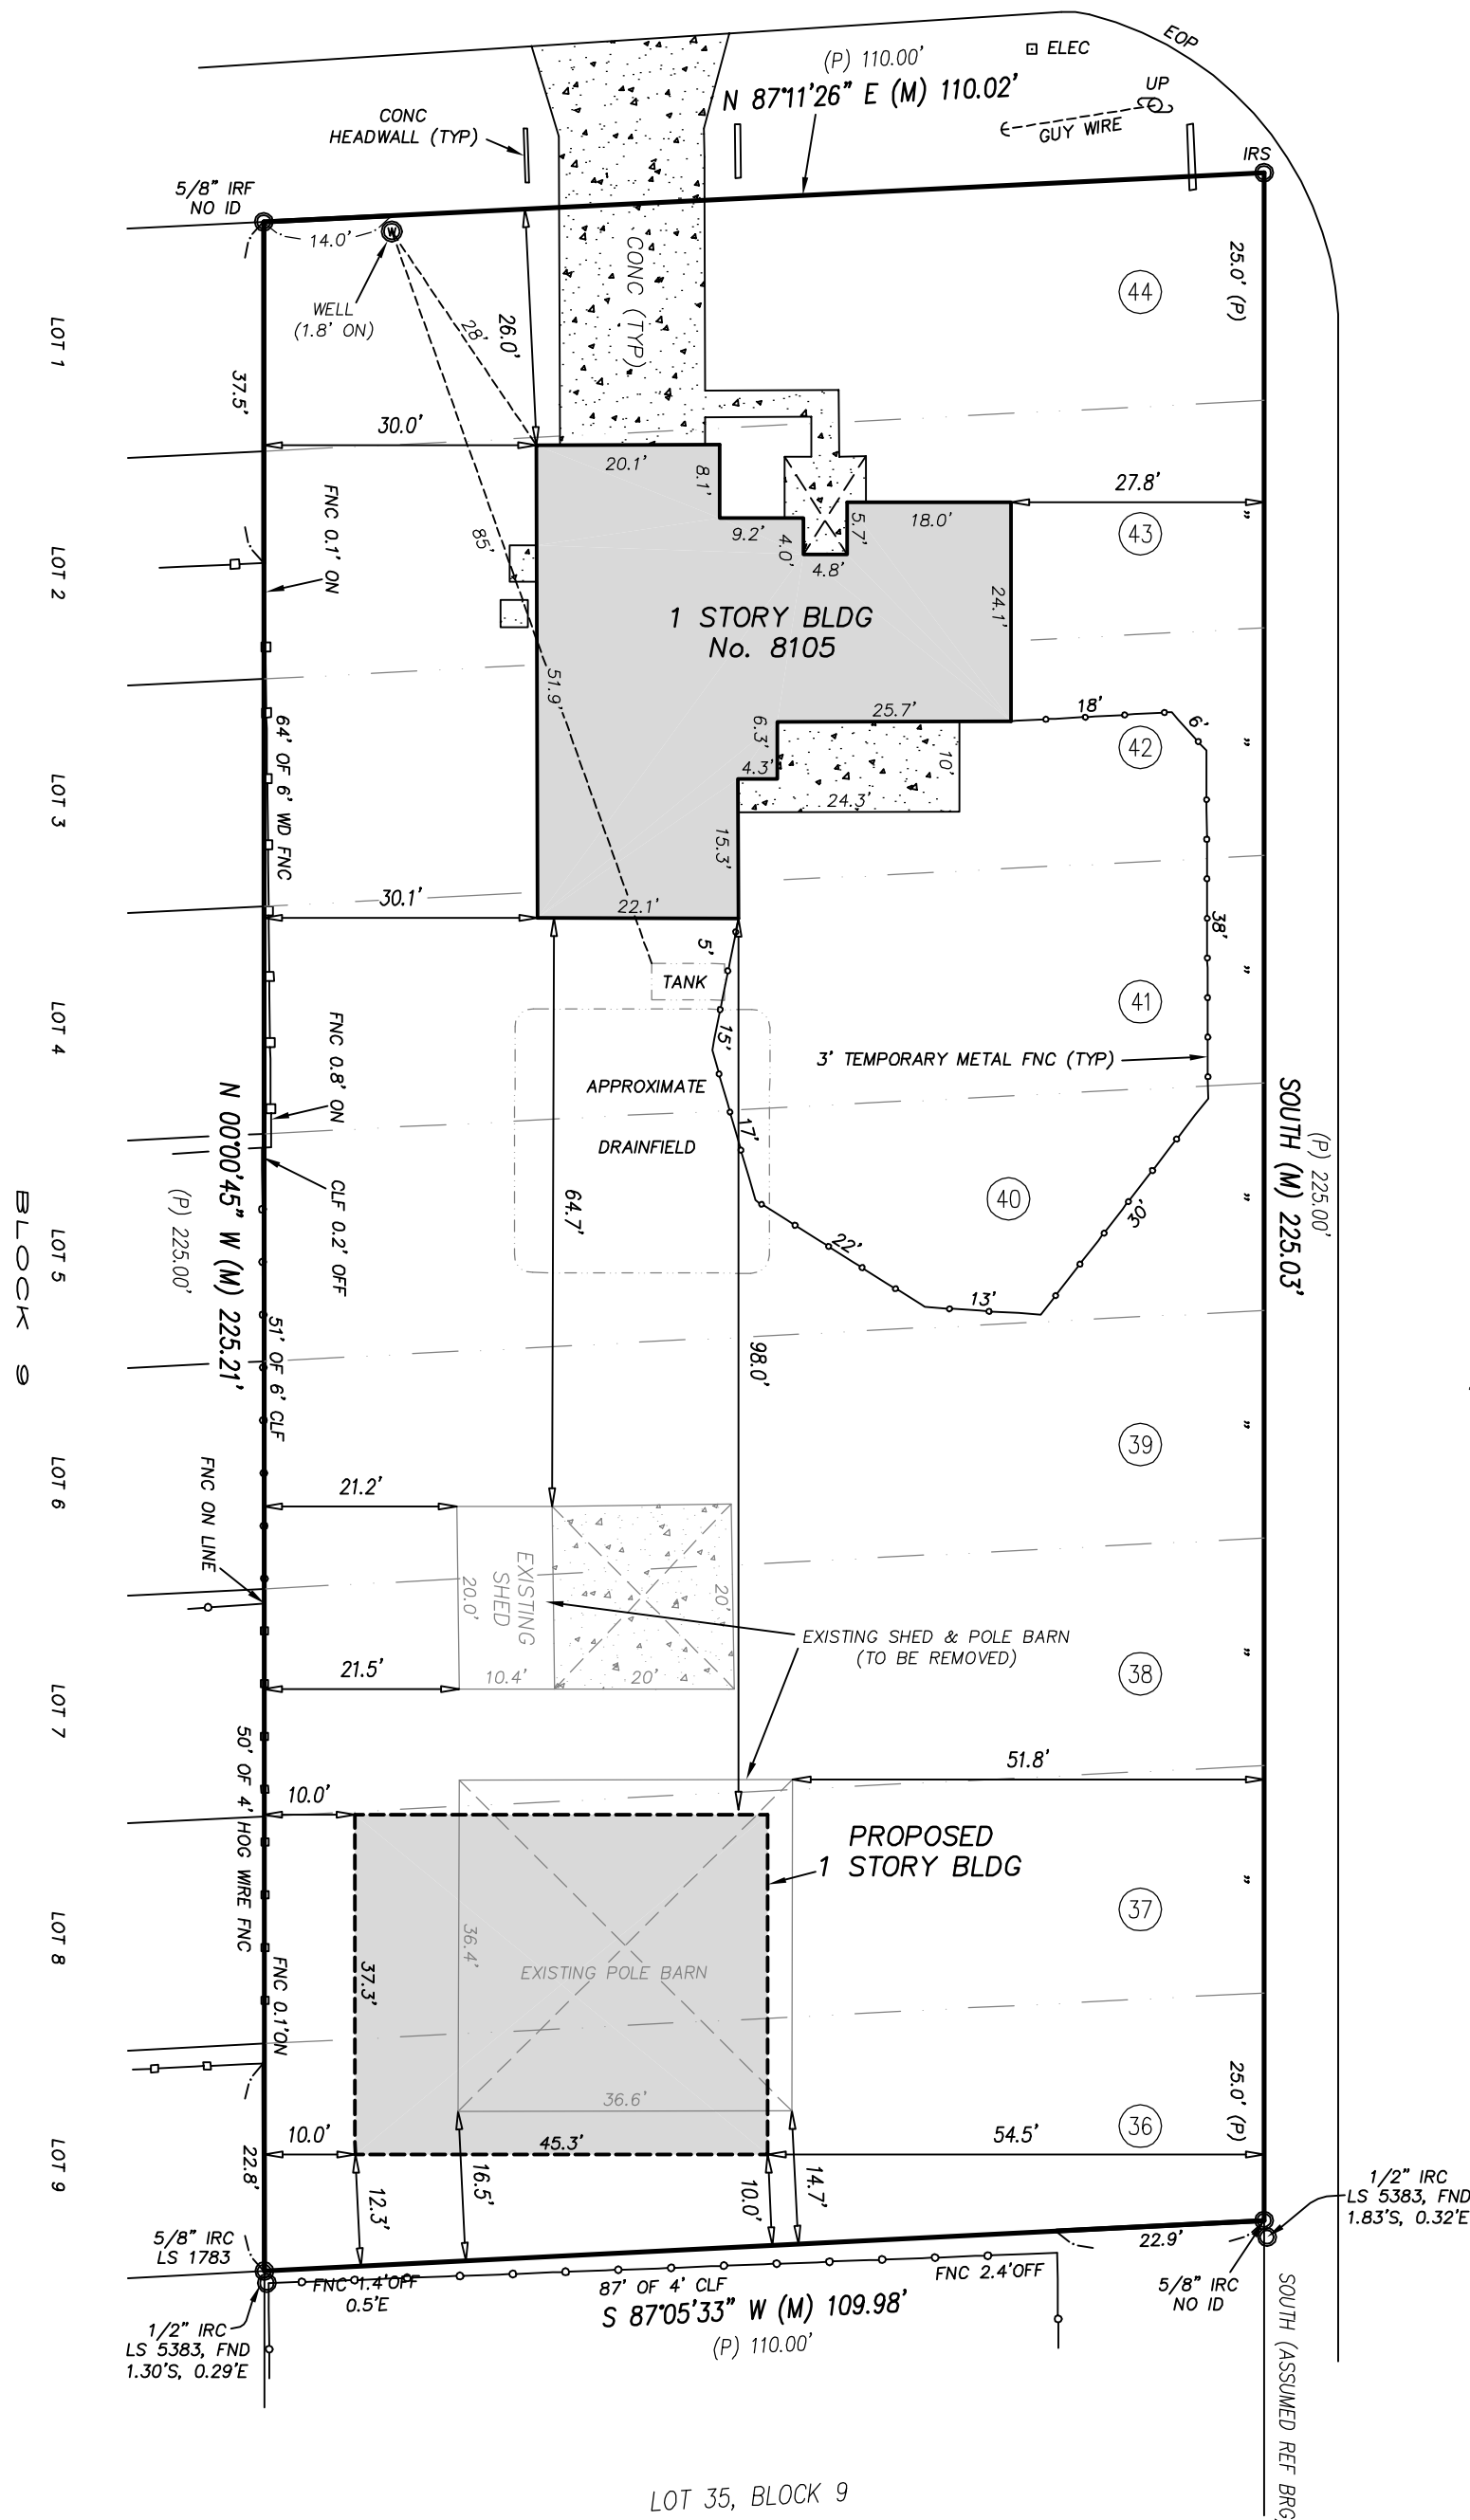 EOP
(P) 110.00'
N 87°11'26" E (M) 110.02'
ELEC
UP
GUY WIRE
CONC
HEADWALL (TYP)
IRS
5/8" IRF
NO ID
14.0'
W
WELL
(1.8' ON)
28'
26.0'
CONC (TYP)
25.0' (P)
44
LOT 1
37.5'
30.0'
20.1'
8.1'
9.2'
4.0'
4.8'
5.7'
18.0'
27.8'
"
43
FNC 0.1' ON
85'
LOT 2
1 STORY BLDG
No. 8105
24.1'
51.9'
25.7'
6.3'
4.3'
10'
24.3'
18'
6'
42
"
64' OF 6' WD FNC
LOT 3
15.3'
30.1'
22.1'
5'
38'
TANK
"
41
15'
3' TEMPORARY METAL FNC (TYP)
LOT 4
FNC 0.8' ON
APPROXIMATE
DRAINFIELD
17'
N 00°00'45" W (M) 225.21'
(P) 225.00'
CLF 0.2' OFF
SOUTH (M) 225.03'
(P) 225.00'
64.7'
40
"
30'
22'
13'
BLOCK 9
LOT 5
51' OF 6' CLF
98.0'
"
39
FNC ON LINE
LOT 6
21.2'
EXISTING
SHED
20.0'
20'
10.4'
20'
21.5'
EXISTING SHED & POLE BARN
(TO BE REMOVED)
"
38
LOT 7
50' OF 4' HOG WIRE FNC
10.0'
51.8'
PROPOSED
1 STORY BLDG
"
37
LOT 8
36.4'
37.3'
EXISTING POLE BARN
FNC 0.1'ON
36.6'
45.3'
10.0'
54.5'
25.0' (P)
36
LOT 9
22.8'
12.3'
16.5'
10.0'
14.7'
1/2" IRC
LS 5383, FND
1.83'S, 0.32'E
22.9'
5/8" IRC
LS 1783
FNC 1.4'OFF
0.5'E
87' OF 4' CLF
FNC 2.4'OFF
5/8" IRC
NO ID
S 87°05'33" W (M) 109.98'
(P) 110.00'
1/2" IRC
LS 5383, FND
1.30'S, 0.29'E
SOUTH (ASSUMED REF BRG
LOT 35, BLOCK 9